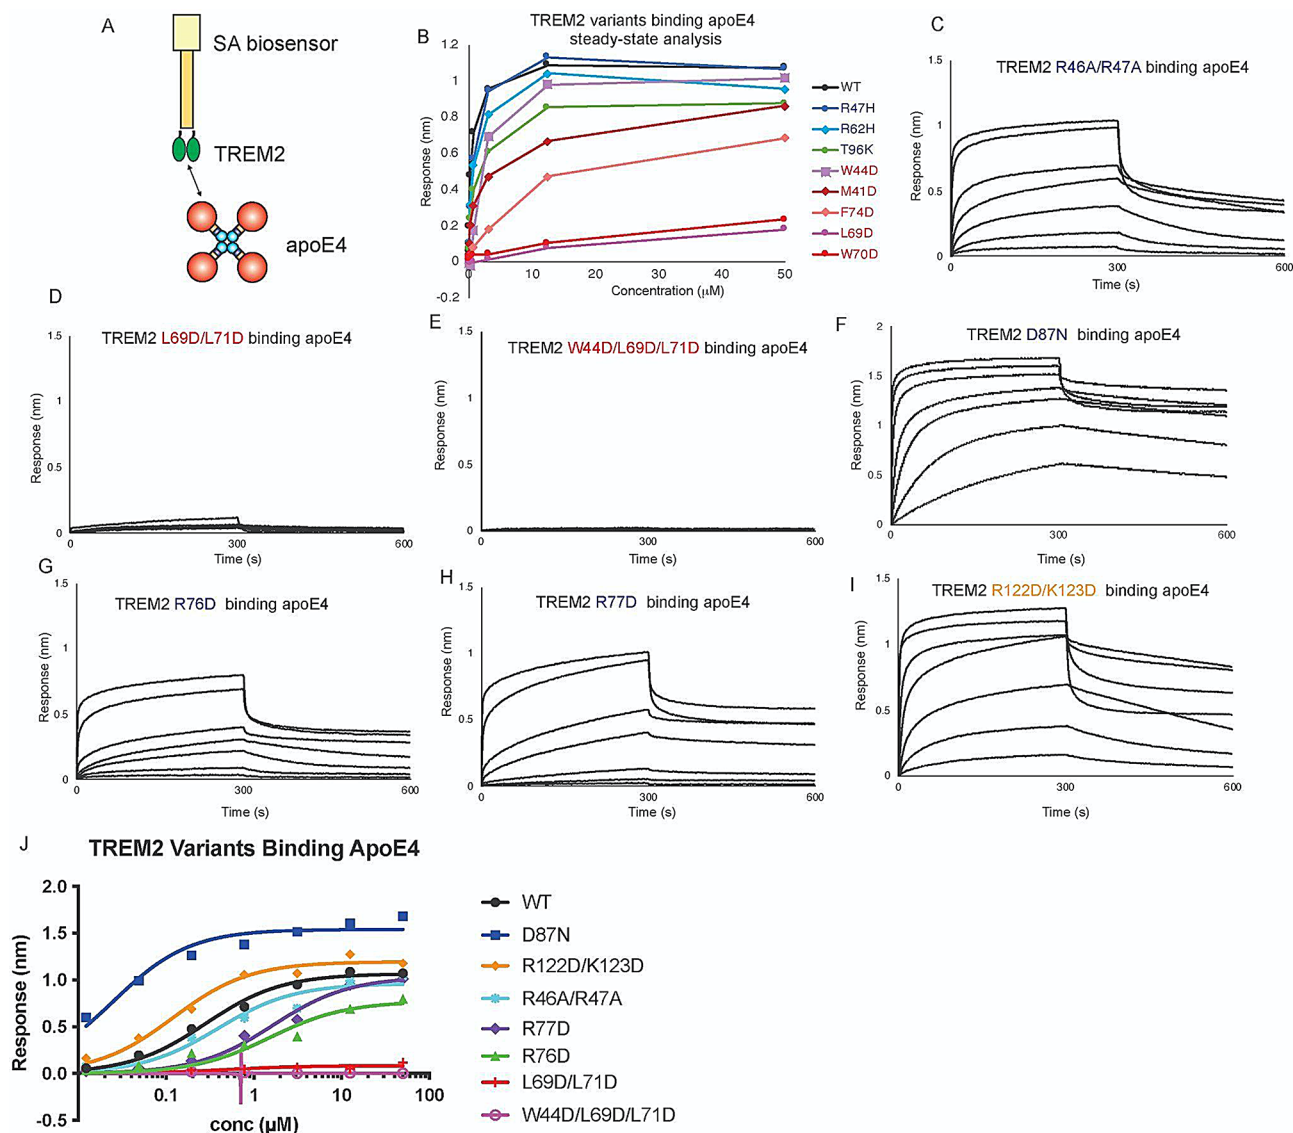 A
SA biosensor
TREM2
apoE4
B
TREM2 variants binding apoE4
steady-state analysis
Response (nm)
1.2
1
0.8
0.6
0.4
0.2
0
-0.2
0
10
20
30
40
50
Concentration (μM)
WT
R47H
R62H
T96K
W44D
M41D
F74D
L69D
W70D
C
TREM2 R46A/R47A binding apoE4
Response (nm)
1.5
1
0.5
0
0
300
600
Time (s)
D
TREM2 L69D/L71D binding apoE4
Response (nm)
1.5
1
0.5
0
0
300
600
Time (s)
E
TREM2 W44D/L69D/L71D binding apoE4
Response (nm)
1.5
1
0.5
0
0
300
600
Time (s)
F
TREM2 D87N binding apoE4
Response (nm)
2
1.5
1
0.5
0
0
300
600
Time (s)
G
TREM2 R76D binding apoE4
Response (nm)
1.5
1
0.5
0
0
300
600
Time (s)
H
TREM2 R77D binding apoE4
Response (nm)
1.5
1
0.5
0
0
300
600
Time (s)
I
TREM2 R122D/K123D binding apoE4
Response (nm)
1.5
1
0.5
0
0
300
600
Time (s)
J
TREM2 Variants Binding ApoE4
Response (nm)
2.0
1.5
1.0
0.5
0.0
-0.5
0.1
1
10
100
conc (μM)
WT
D87N
R122D/K123D
R46A/R47A
R77D
R76D
L69D/L71D
W44D/L69D/L71D